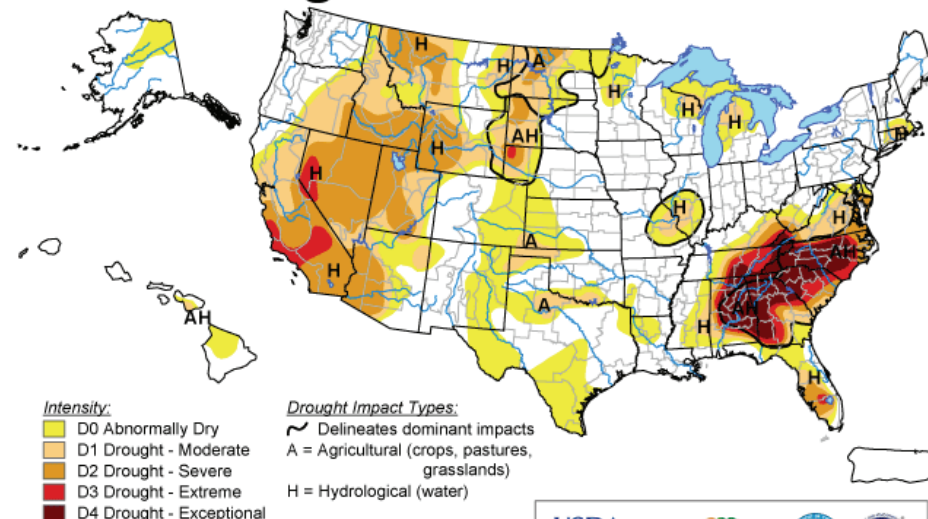 H
A
H
H
H
H
AH
H
H
H
H
H
AH
A
H
AH
A
AH
H
H
Intensity:
D0 Abnormally Dry
D1 Drought - Moderate
D2 Drought - Severe
D3 Drought - Extreme
D4 Drought - Exceptional
Drought Impact Types:
Delineates dominant impacts
A = Agricultural (crops, pastures,
grasslands)
H = Hydrological (water)